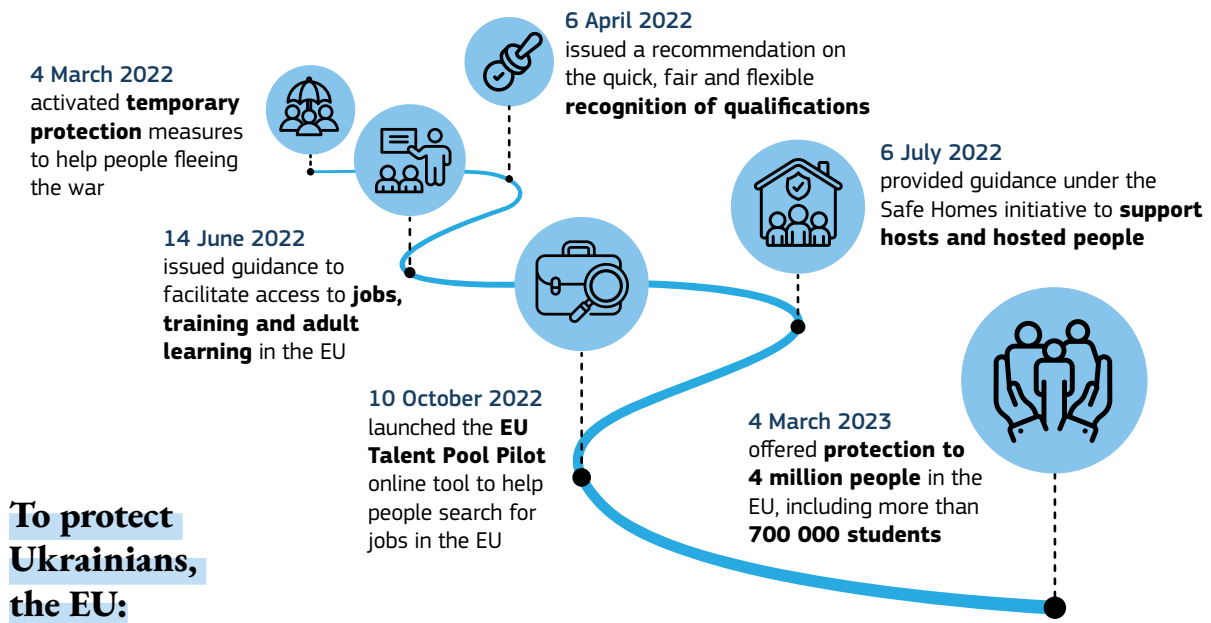 4 March 2022
activated temporary
protection measures
to help people fleeing
the war
6 April 2022
issued a recommendation on
the quick, fair and flexible
recognition of qualifications
14 June 2022
issued guidance to
facilitate access to jobs,
training and adult
learning in the EU
6 July 2022
provided guidance under the
Safe Homes initiative to support
hosts and hosted people
10 October 2022
launched the EU
Talent Pool Pilot
online tool to help
people search for
jobs in the EU
4 March 2023
offered protection to
4 million people in the
EU, including more than
700 000 students
To protect
Ukrainians,
the EU: